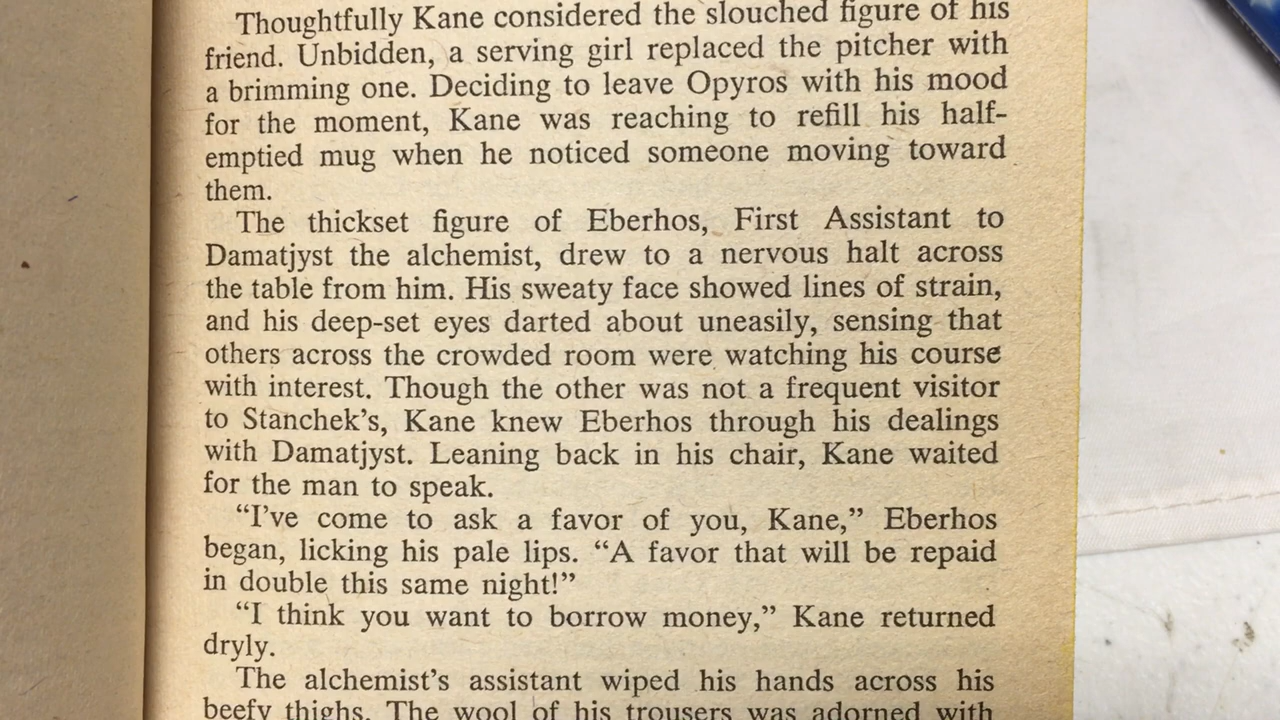 Thoughtfully Kane considered the slouched figure of his
friend. Unbidden, a serving girl replaced the pitcher with
a brimming one. Deciding to leave Opyros with his mood
for the moment, Kane was reaching to refill his half-
emptied mug when he noticed someone moving toward
them.
The thickset figure of Eberhos, First Assistant to
Damatjyst the alchemist, drew to a nervous halt across
the table from him. His sweaty face showed lines of strain,
and his deep-set eyes darted about uneasily, sensing that
others across the crowded room were watching his course
with interest. Though the other was not a frequent visitor
to Stanchek's, Kane knew Eberhos through his dealings
with Damatjyst. Leaning back in his chair, Kane waited
for the man to speak.
“I've come to ask a favor of you, Kane,” Eberhos
began, licking his pale lips. “A favor that will be repaid
in double this same night!”
“I think you want to borrow money,” Kane returned
dryly.
The alchemist's assistant wiped his hands across his
beefy thighs. The wool of his trousers was adorned with